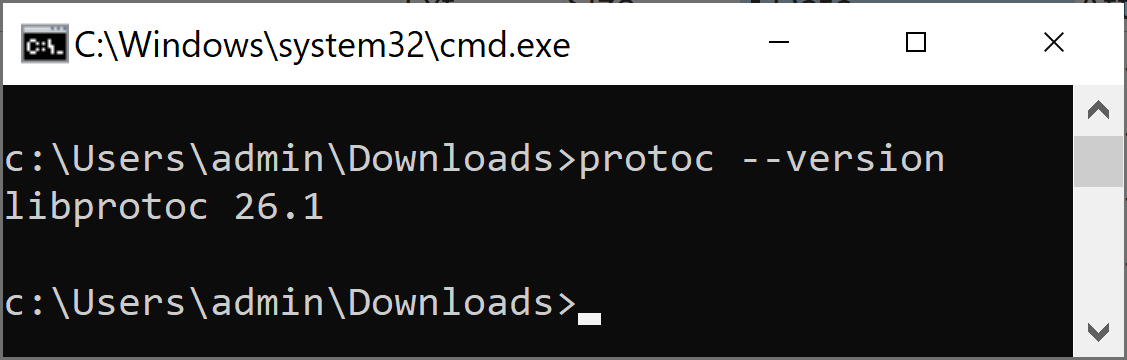 C:\Windows\system32\cmd.exe
c:\Users\admin\Downloads>protoc --version
libprotoc 26.1
c:\Users\admin\Downloads>